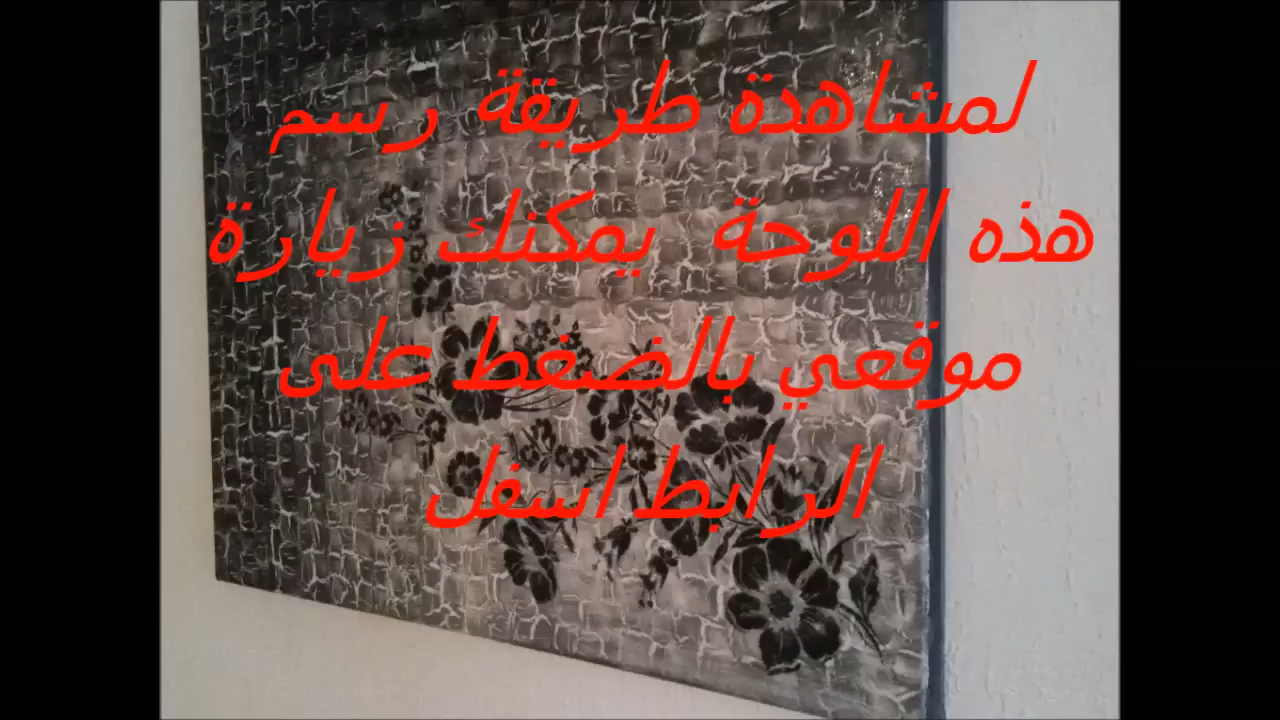 لمشاهدة طريقة رسم
هذه اللوحة يمكنك زيارة
موقعي بالضغط على
الرابط اسفل